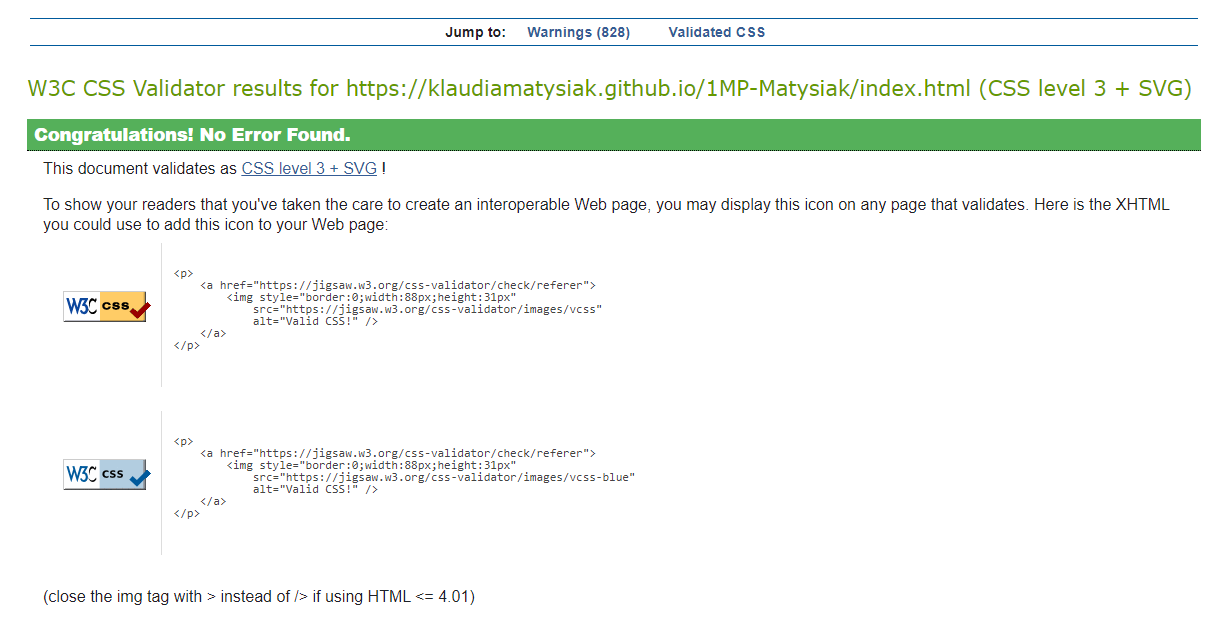 Jump to: Warnings (828) Validated CSS
W3C CSS Validator results for https://klaudiamatysiak.github.io/1MP-Matysiak/index.html (CSS level 3 + SVG)
Congratulations! No Error Found.
This document validates as CSS level 3 + SVG !
To show your readers that you've taken the care to create an interoperable Web page, you may display this icon on any page that validates. Here is the XHTML
you could use to add this icon to your Web page:
W3C css
<p>
    <a href="https://jigsaw.w3.org/css-validator/check/referer">
        <img style="border:0;width:88px;height:31px"
            src="https://jigsaw.w3.org/css-validator/images/vcss"
            alt="Valid CSS!" />
    </a>
</p>
W3C css
<p>
    <a href="https://jigsaw.w3.org/css-validator/check/referer">
        <img style="border:0;width:88px;height:31px"
            src="https://jigsaw.w3.org/css-validator/images/vcss-blue"
            alt="Valid CSS!" />
    </a>
</p>
(close the img tag with > instead of /> if using HTML <= 4.01)